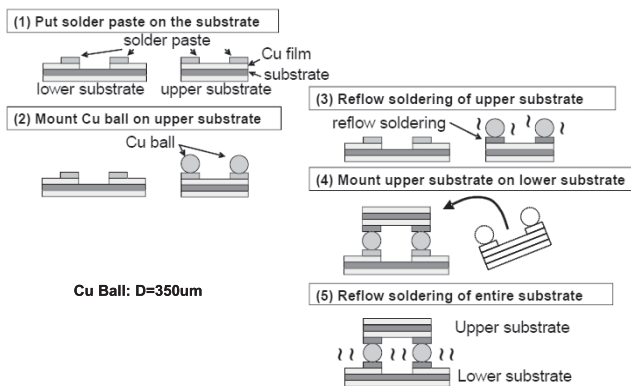 (1) Put solder paste on the substrate
solder paste
Cu film
substrate
lower substrate upper substrate
(2) Mount Cu ball on upper substrate
Cu ball
Cu Ball: D=350um
(3) Reflow soldering of upper substrate
reflow soldering
(4) Mount upper substrate on lower substrate
(5) Reflow soldering of entire substrate
Upper substrate
Lower substrate